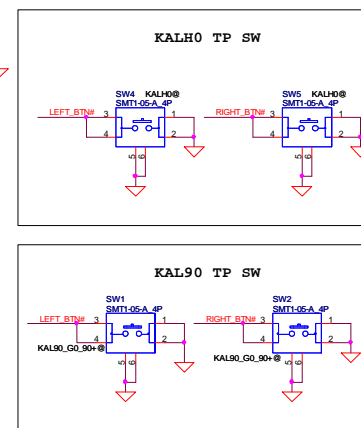 KALH0 TP SW
SW4 KALH0@
SMT1-05-A_4P
LEFT_BTN# 3 1
4 2
5 6
SW5 KALH0@
SMT1-05-A_4P
RIGHT_BTN# 3 1
4 2
5 6
KAL90 TP SW
SW1
SMT1-05-A_4P
LEFT_BTN# 3 1
4 2
KAL90_G0_90+@
5 6
SW2
SMT1-05-A_4P
RIGHT_BTN# 3 1
4 2
KAL90_G0_90+@
5 6